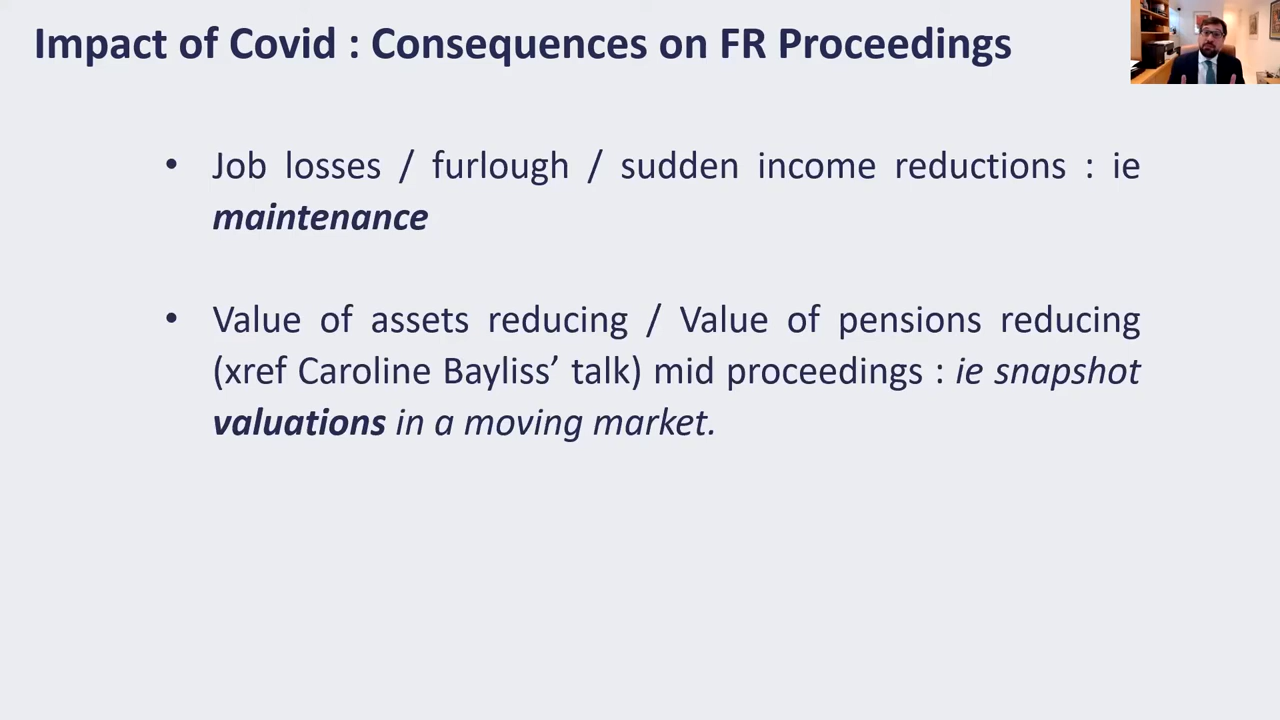 Impact of Covid : Consequences on FR Proceedings
• Job losses / furlough / sudden income reductions : ie
maintenance
• Value of assets reducing / Value of pensions reducing
(xref Caroline Bayliss’ talk) mid proceedings : ie snapshot
valuations in a moving market.